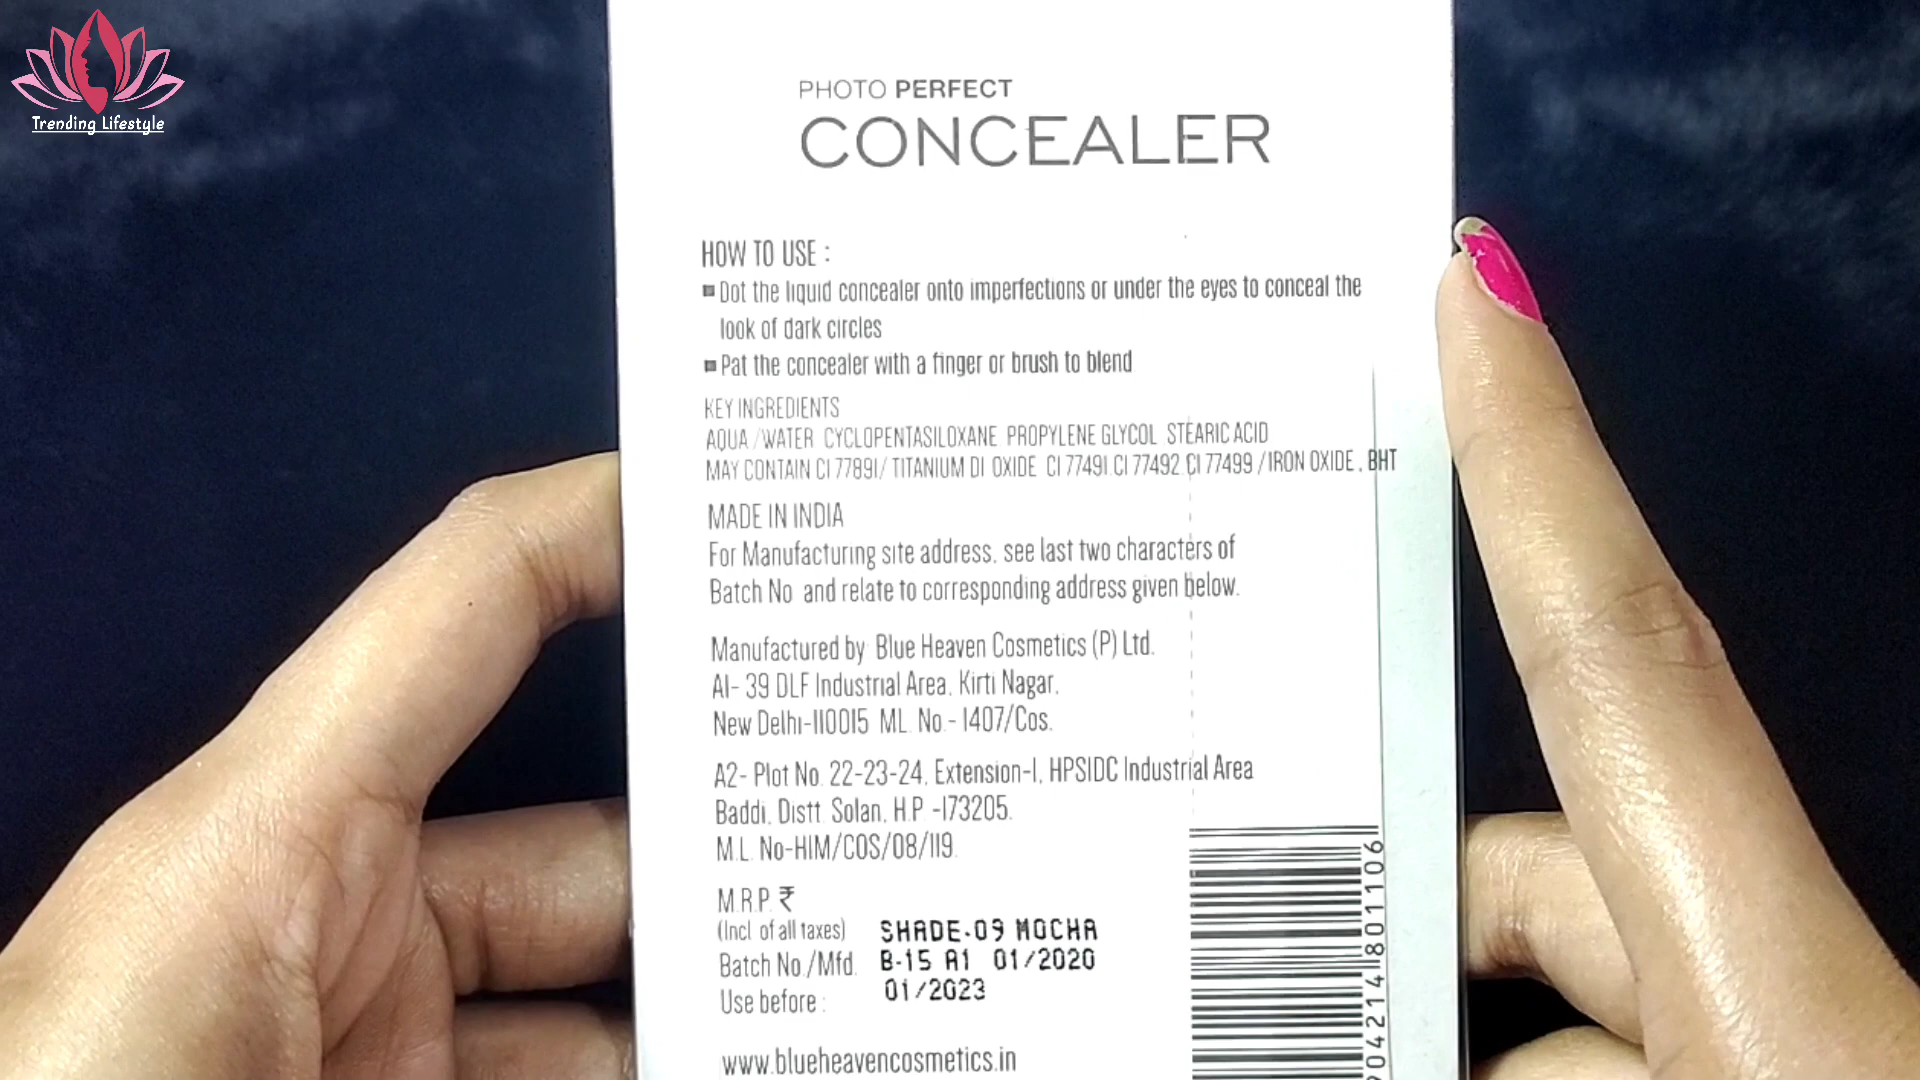 Trending Lifestyle
PHOTO PERFECT
CONCEALER
HOW TO USE :
Dot the liquid concealer onto imperfections or under the eyes to conceal the
look of dark circles
Pat the concealer with a finger or brush to blend
KEY INGREDIENTS
AQUA /WATER CYCLOPENTASILOXANE PROPYLENE GLYCOL STEARIC ACID
MAY CONTAIN CI 77891/ TITANIUM DI OXIDE CI 77491 CI 77492 CI 77499 /IRON OXIDE, BHT
MADE IN INDIA
For Manufacturing site address, see last two characters of
Batch No and relate to corresponding address given below.
Manufactured by Blue Heaven Cosmetics (P) Ltd.
A1- 39 DLF Industrial Area, Kirti Nagar,
New Delhi-110015 M.L. No.- 1407/Cos.
A2- Plot No. 22-23-24, Extension-1, HPSIDC Industrial Area
Baddi, Distt. Solan, H.P. -173205.
M.L. No-HIM/COS/08/119.
M.R.P. ₹
(Incl of all taxes) SHADE-09 MOCHA
Batch No./Mfd. B-15 A1 01/2020
Use before : 01/2023
www.blueheavencosmetics.in
904214801106